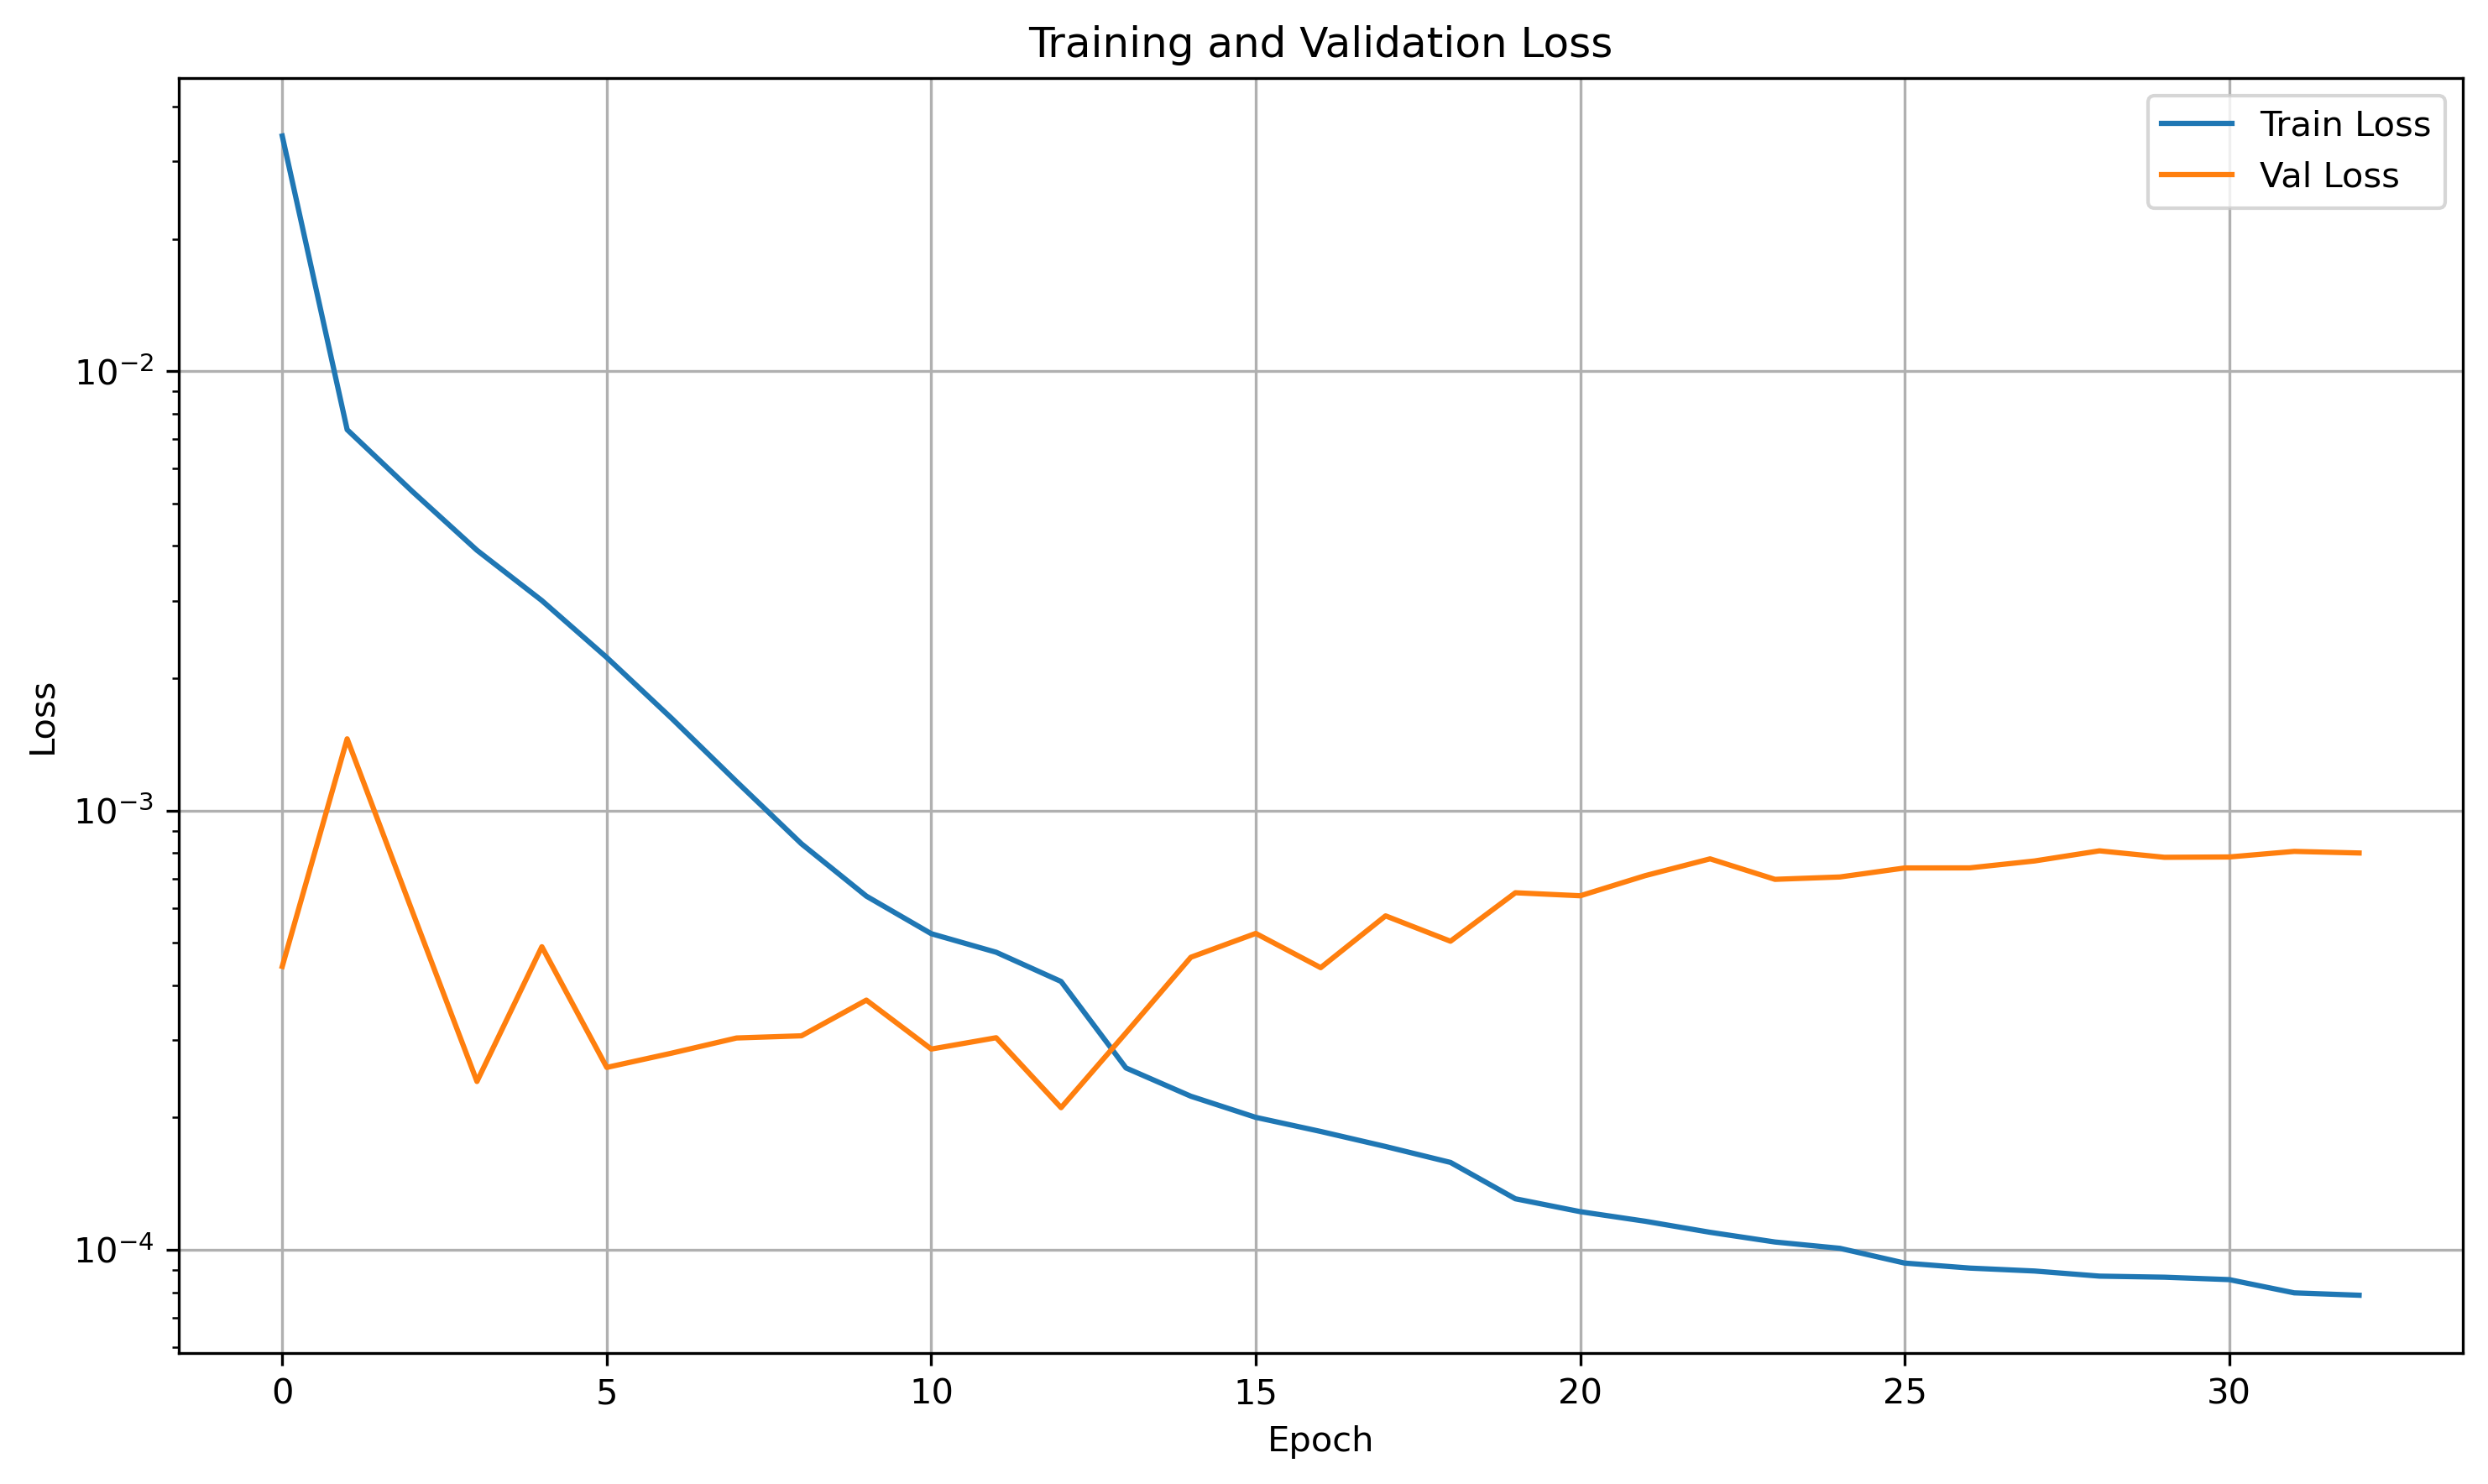 Training and Validation Loss
Train Loss
Val Loss
10⁻²
10⁻³
10⁻⁴
Loss
0 5 10 15 20 25 30
Epoch